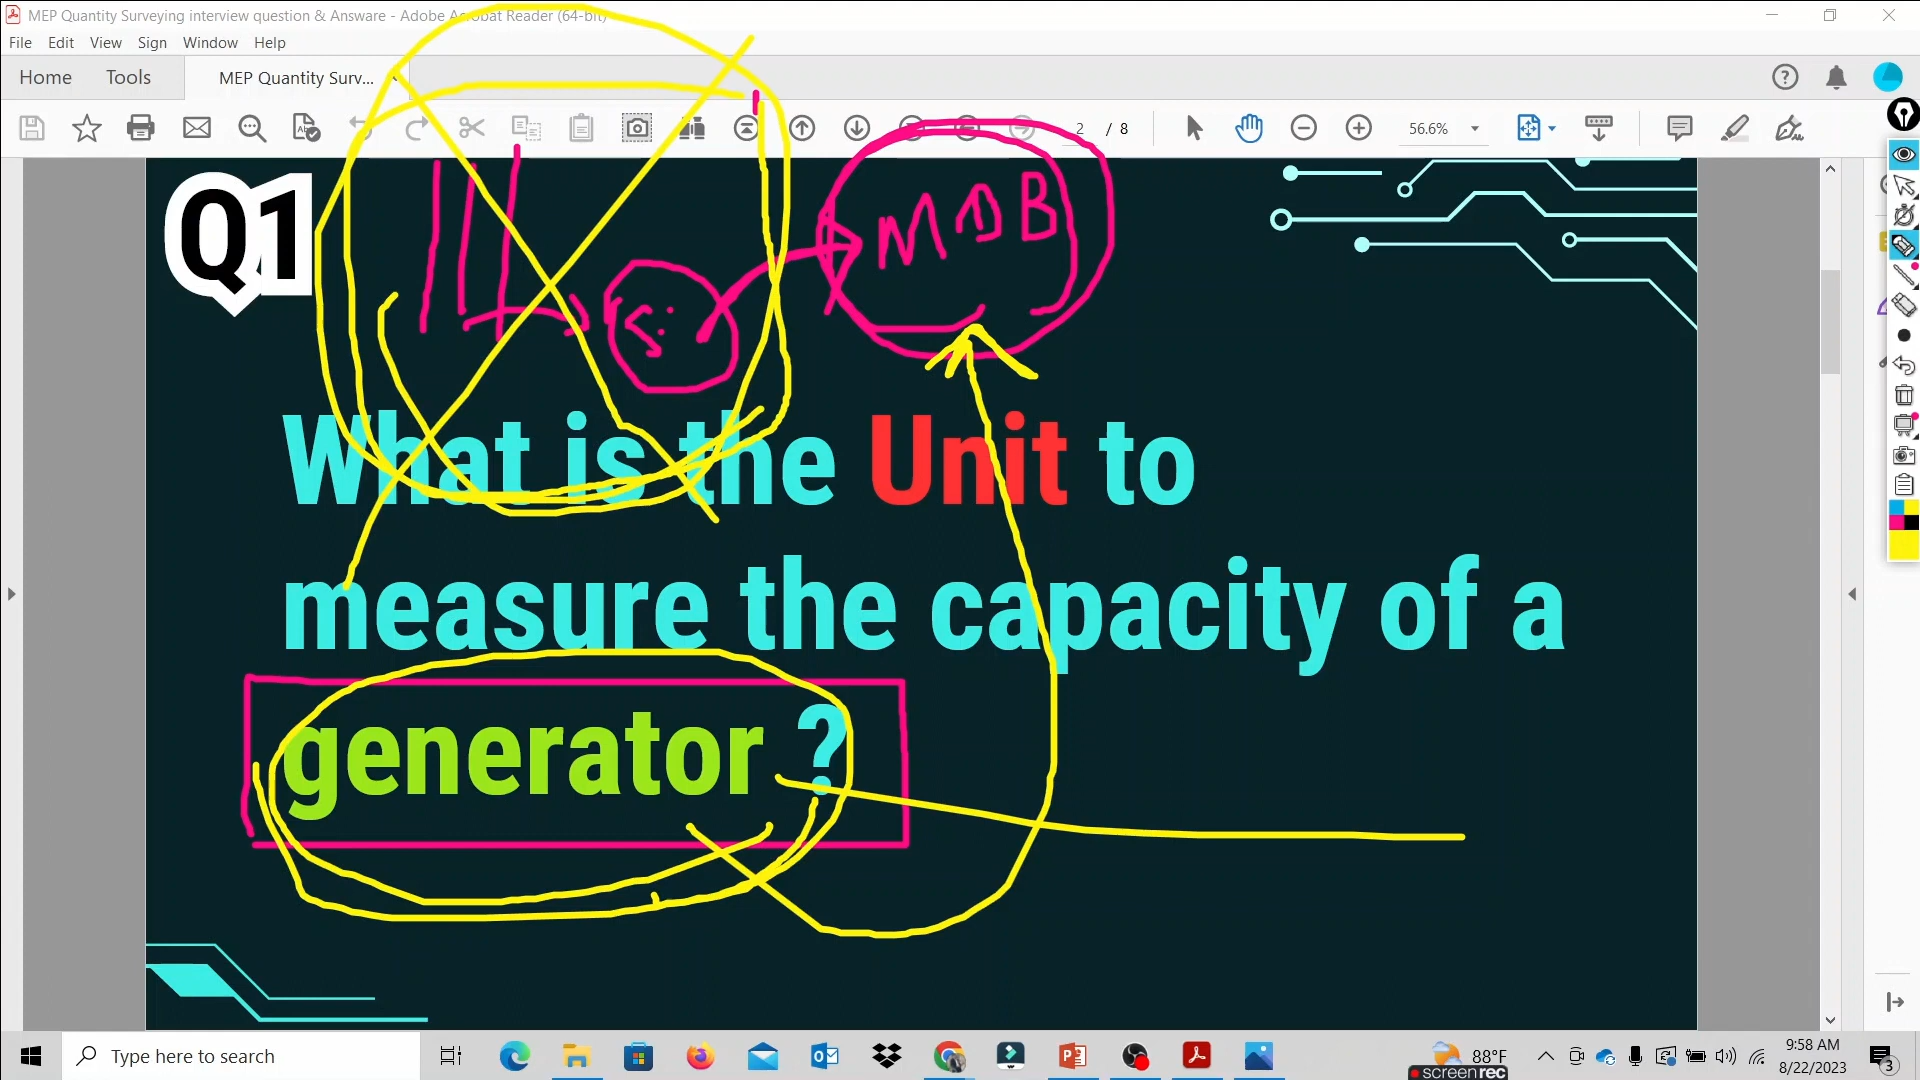 MEP Quantity Surveying interview question & Answare - Adobe Acrobat Reader (64-bit)
File Edit View Sign Window Help
Home Tools MEP Quantity Surv...
2 / 8 56.6%
Q1
MDB
What is the Unit to
measure the capacity of a
generator ?
Type here to search
88°F
9:58 AM
8/22/2023
3
screenrec